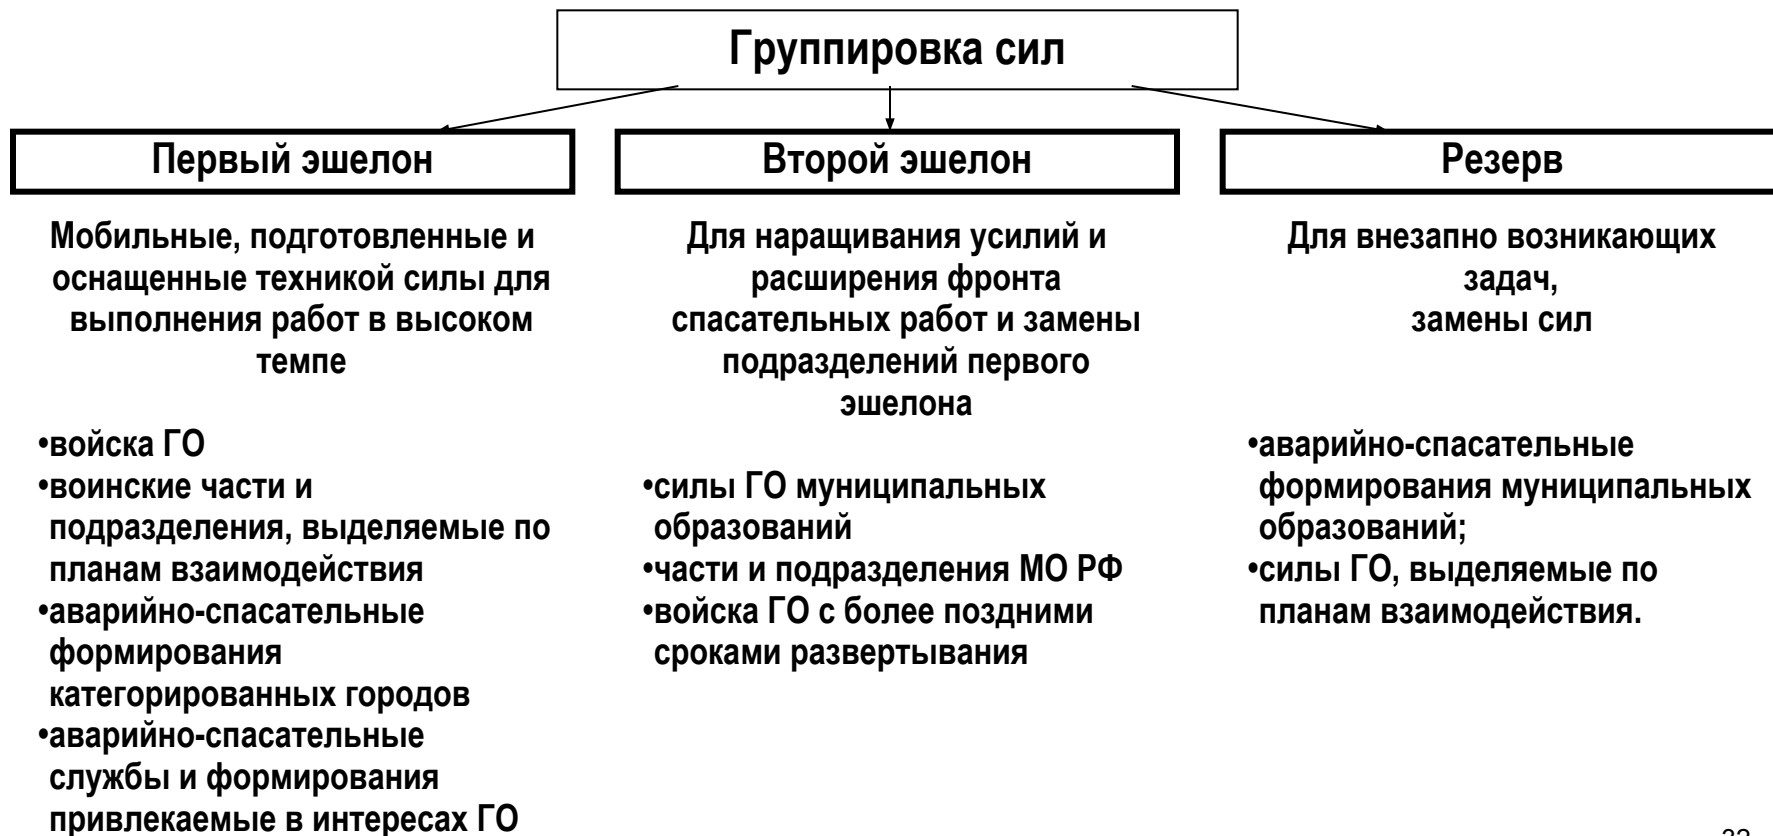 Группировка сил
Первый эшелон
Мобильные, подготовленные и
оснащенные техникой силы для
выполнения работ в высоком
темпе
•войска ГО
•воинские части и
подразделения, выделяемые по
планам взаимодействия
•аварийно-спасательные
формирования
категорированных городов
•аварийно-спасательные
службы и формирования
привлекаемые в интересах ГО
Второй эшелон
Для наращивания усилий и
расширения фронта
спасательных работ и замены
подразделений первого
эшелона
•силы ГО муниципальных
образований
•части и подразделения МО РФ
•войска ГО с более поздними
сроками развертывания
Резерв
Для внезапно возникающих
задач,
замены сил
•аварийно-спасательные
формирования муниципальных
образований;
•силы ГО, выделяемые по
планам взаимодействия.